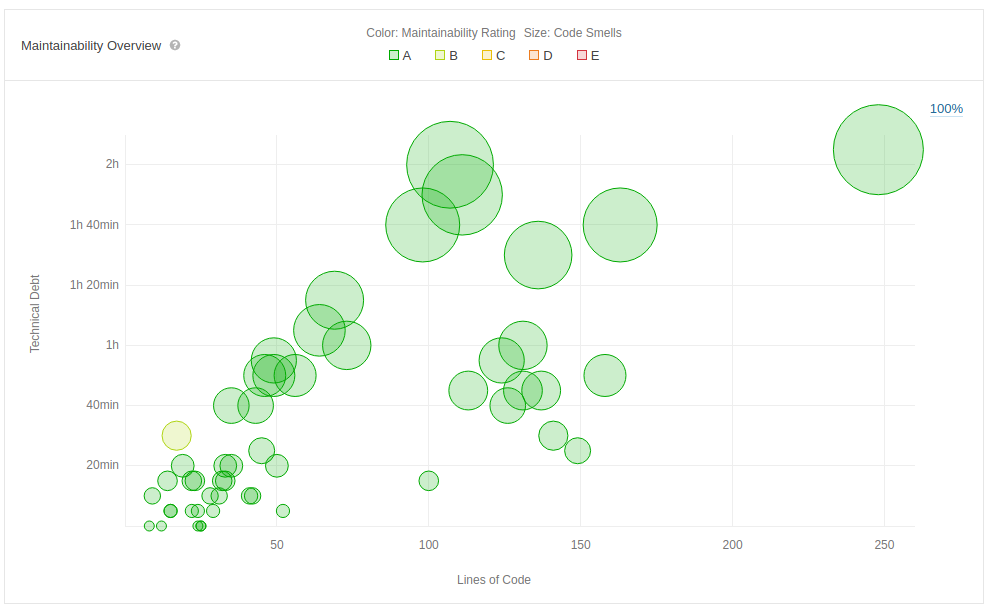 Maintainability Overview ?
Color: Maintainability Rating Size: Code Smells
A B C D E
100%
Technical Debt
2h
1h 40min
1h 20min
1h
40min
20min
50 100 150 200 250
Lines of Code